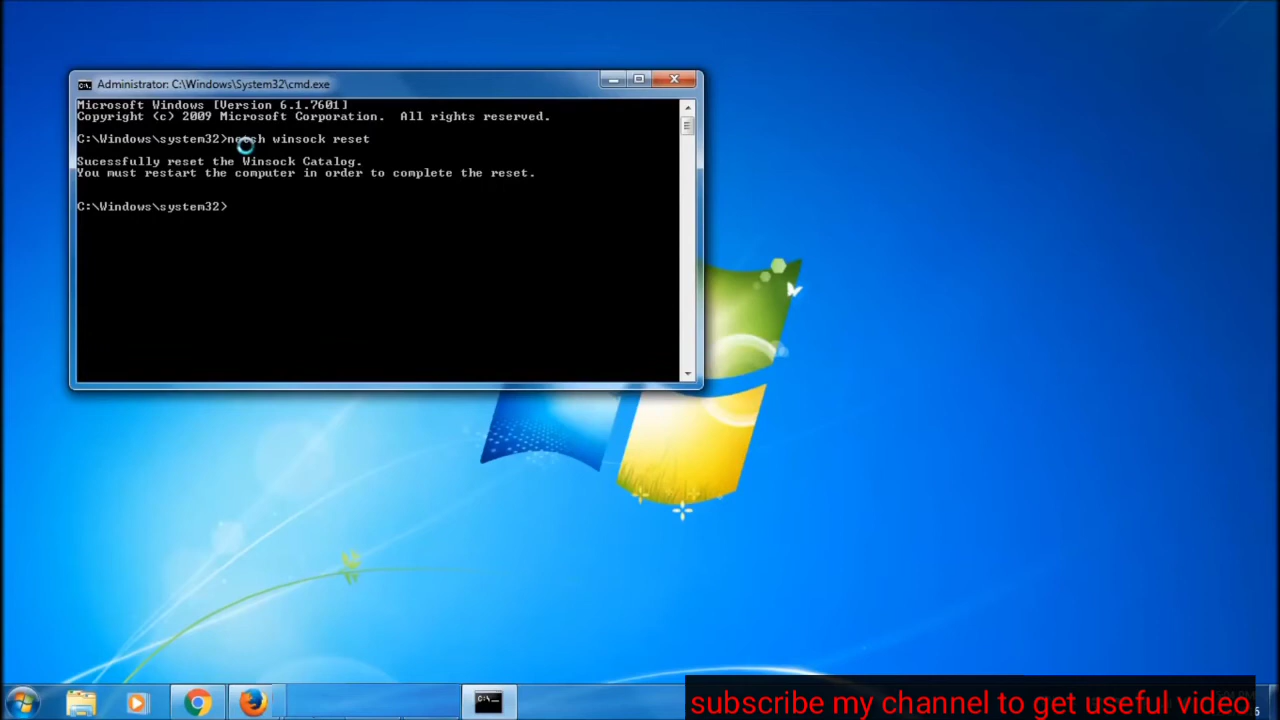 Administrator: C:\Windows\System32\cmd.exe
Microsoft Windows [Version 6.1.7601]
Copyright (c) 2009 Microsoft Corporation.  All rights reserved.
C:\Windows\system32>netsh winsock reset
Sucessfully reset the Winsock Catalog.
You must restart the computer in order to complete the reset.
C:\Windows\system32>
subscribe my channel to get useful video